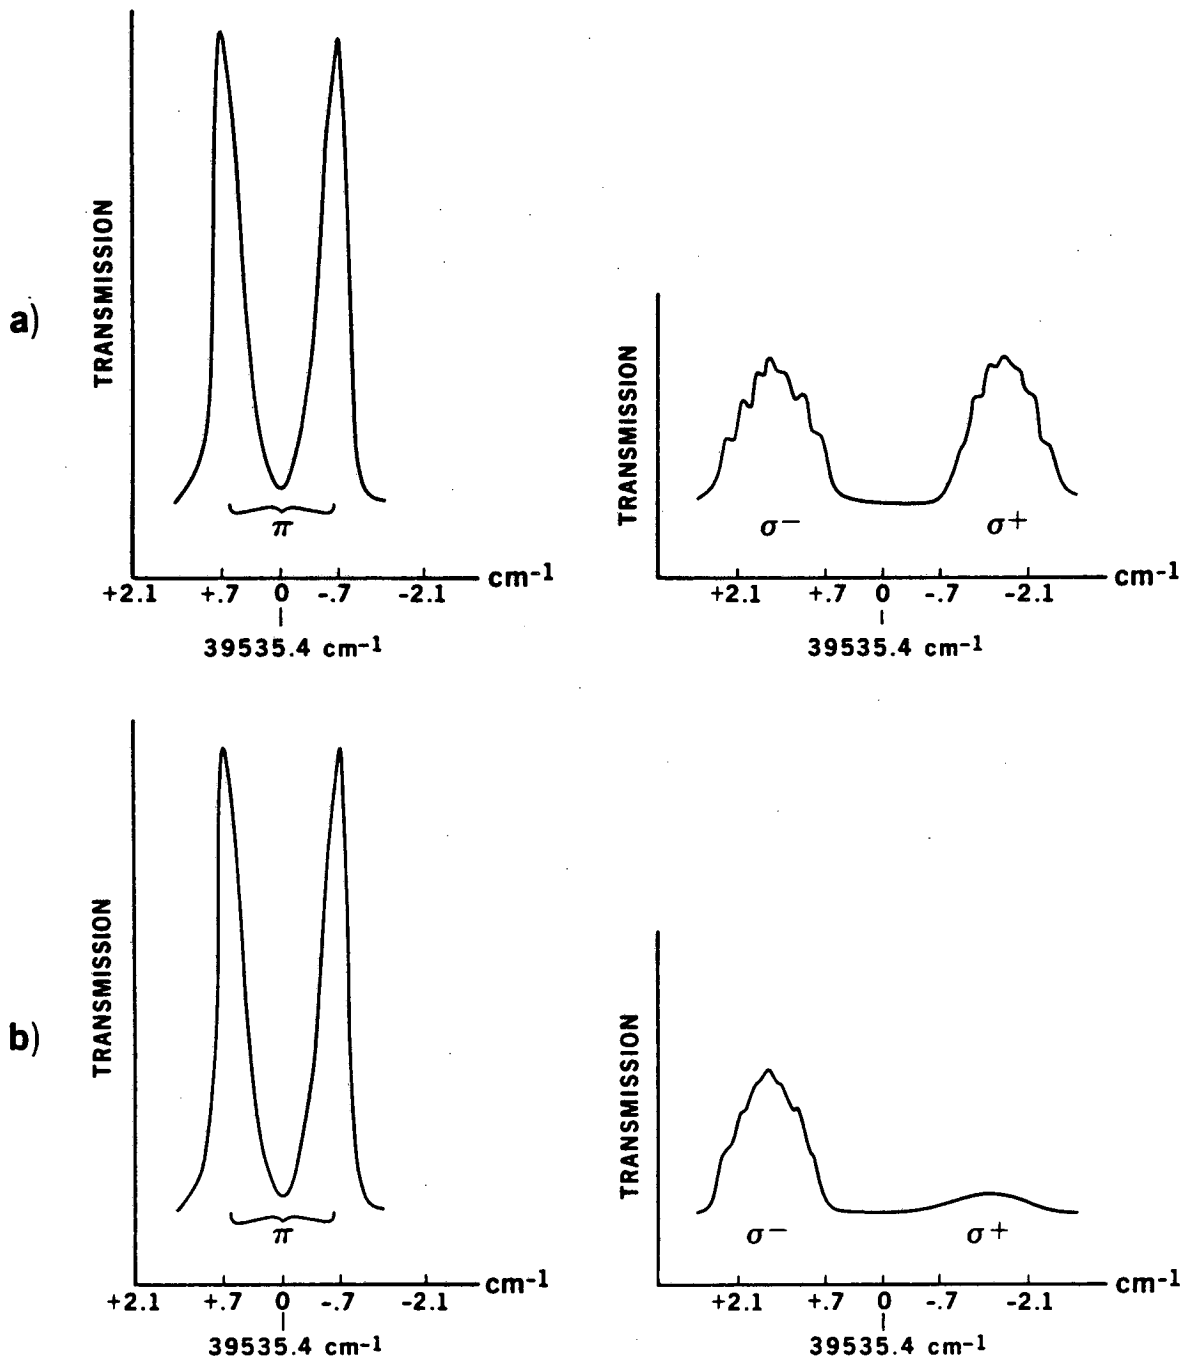 a)
TRANSMISSION
π
+2.1 +.7 0 -.7 -2.1 cm-1
39535.4 cm-1
TRANSMISSION
σ- σ+
+2.1 +.7 0 -.7 -2.1 cm-1
39535.4 cm-1
b)
TRANSMISSION
π
+2.1 +.7 0 -.7 -2.1 cm-1
39535.4 cm-1
TRANSMISSION
σ- σ+
+2.1 +.7 0 -.7 -2.1 cm-1
39535.4 cm-1